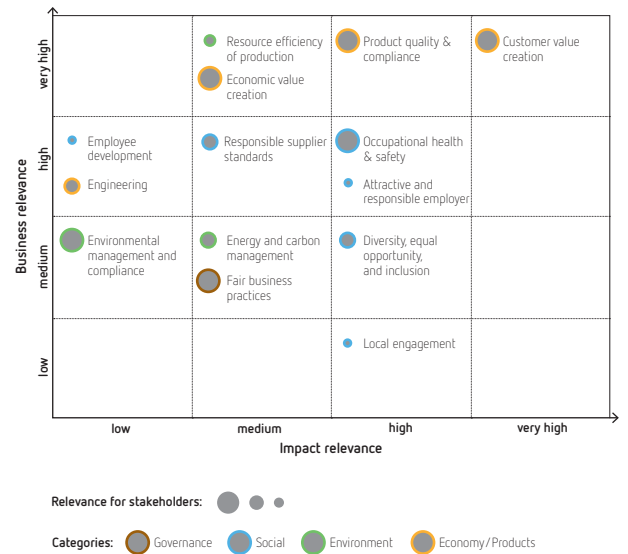 Business relevance
very high
high
medium
low
Resource efficiency
of production
Economic value
creation
Product quality &
compliance
Customer value
creation
Employee
development
Engineering
Responsible supplier
standards
Occupational health
& safety
Attractive and
responsible employer
Environmental
management and
compliance
Energy and carbon
management
Fair business
practices
Diversity, equal
opportunity,
and inclusion
Local engagement
low
medium
high
very high
Impact relevance
Relevance for stakeholders:
Categories: Governance Social Environment Economy/Products